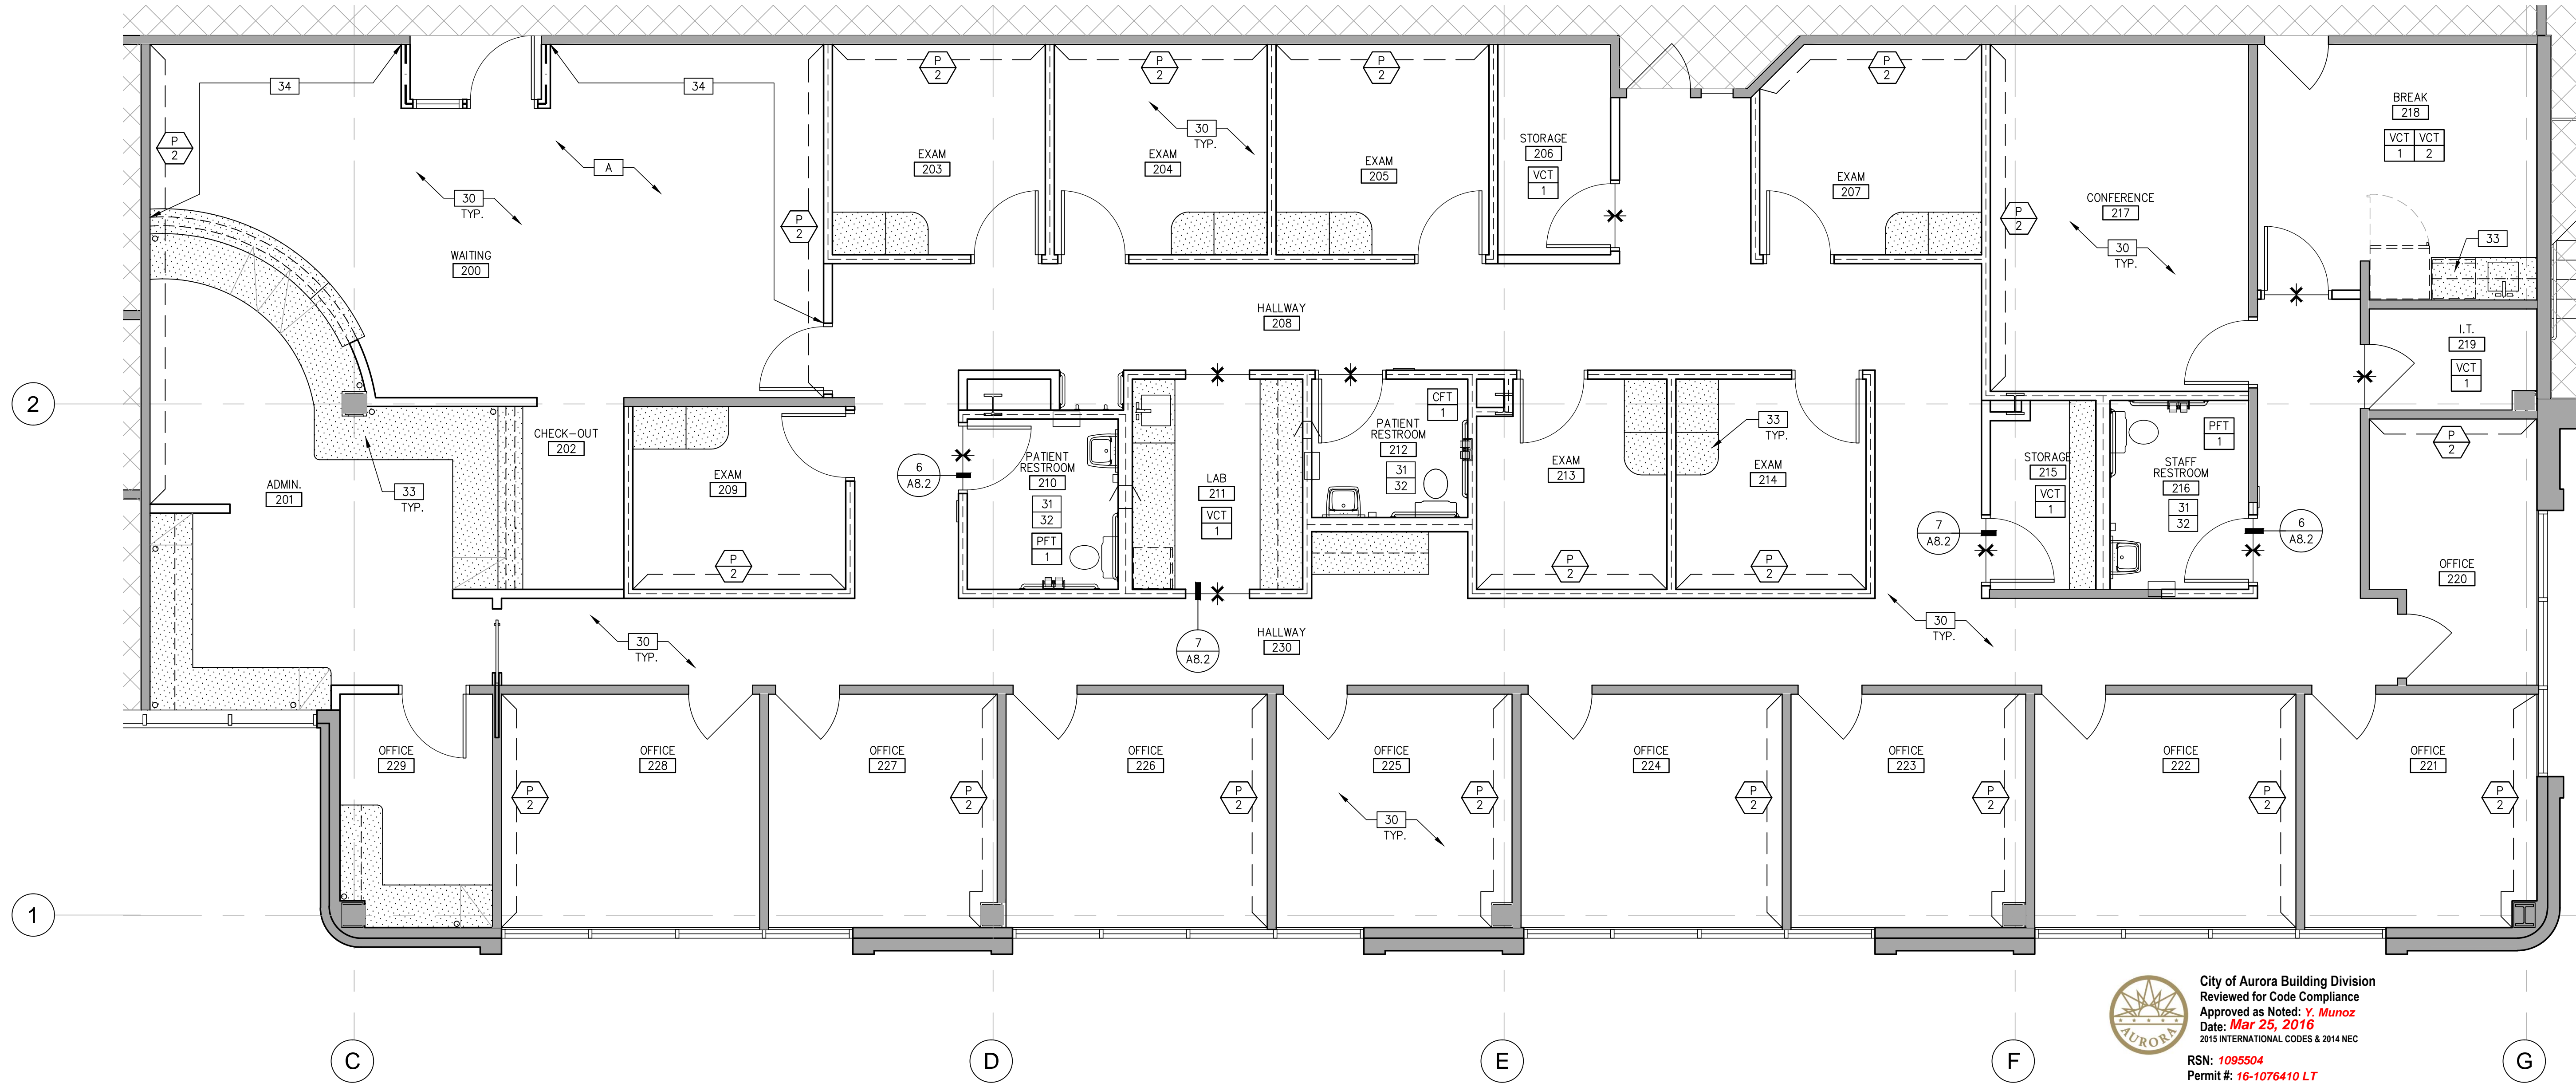 P
2
34
34
P
2
P
2
P
2
P
2
P
2
P
2
P
2
EXAM
203
30
TYP.
EXAM
204
EXAM
205
STORAGE
206
VCT
1
EXAM
207
CONFERENCE
217
30
TYP.
BREAK
218
VCT VCT
1 2
33
A
30
TYP.
WAITING
200
HALLWAY
208
I.T.
219
VCT
1
2
CHECK-OUT
202
ADMIN.
201
33
TYP.
EXAM
209
P
2
6
A8.2
PATIENT
RESTROOM
210
31
32
PFT
1
LAB
211
VCT
1
PATIENT
RESTROOM
212
31
32
CFT
1
EXAM
213
P
2
33
TYP.
EXAM
214
P
2
7
A8.2
STORAGE
215
VCT
1
STAFF
RESTROOM
216
31
32
PFT
1
6
A8.2
P
2
OFFICE
220
30
TYP.
7
A8.2
HALLWAY
230
30
TYP.
OFFICE
229
OFFICE
228
P
2
OFFICE
227
P
2
OFFICE
226
P
2
OFFICE
225
P
2
30
TYP.
OFFICE
224
P
2
OFFICE
223
P
2
OFFICE
222
P
2
OFFICE
221
P
2
1
C
D
E
F
G
AURORA
City of Aurora Building Division
Reviewed for Code Compliance
Approved as Noted: Y. Munoz
Date: Mar 25, 2016
2015 INTERNATIONAL CODES & 2014 NEC
RSN: 1095504
Permit #: 16-1076410 LT